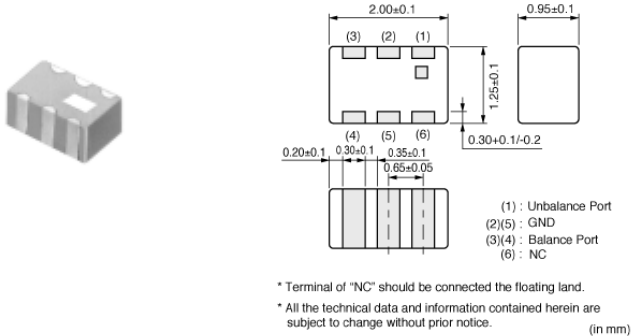 2.00±0.1
0.95±0.1
(3) (2) (1)
1.25±0.1
(4) (5) (6)
0.30+0.1/-0.2
0.20±0.1 0.30±0.1 0.35±0.1
0.65±0.05
(1) : Unbalance Port
(2)(5) : GND
(3)(4) : Balance Port
(6) : NC
* Terminal of "NC" should be connected the floating land.
* All the technical data and information contained herein are
subject to change without prior notice.
(in mm)